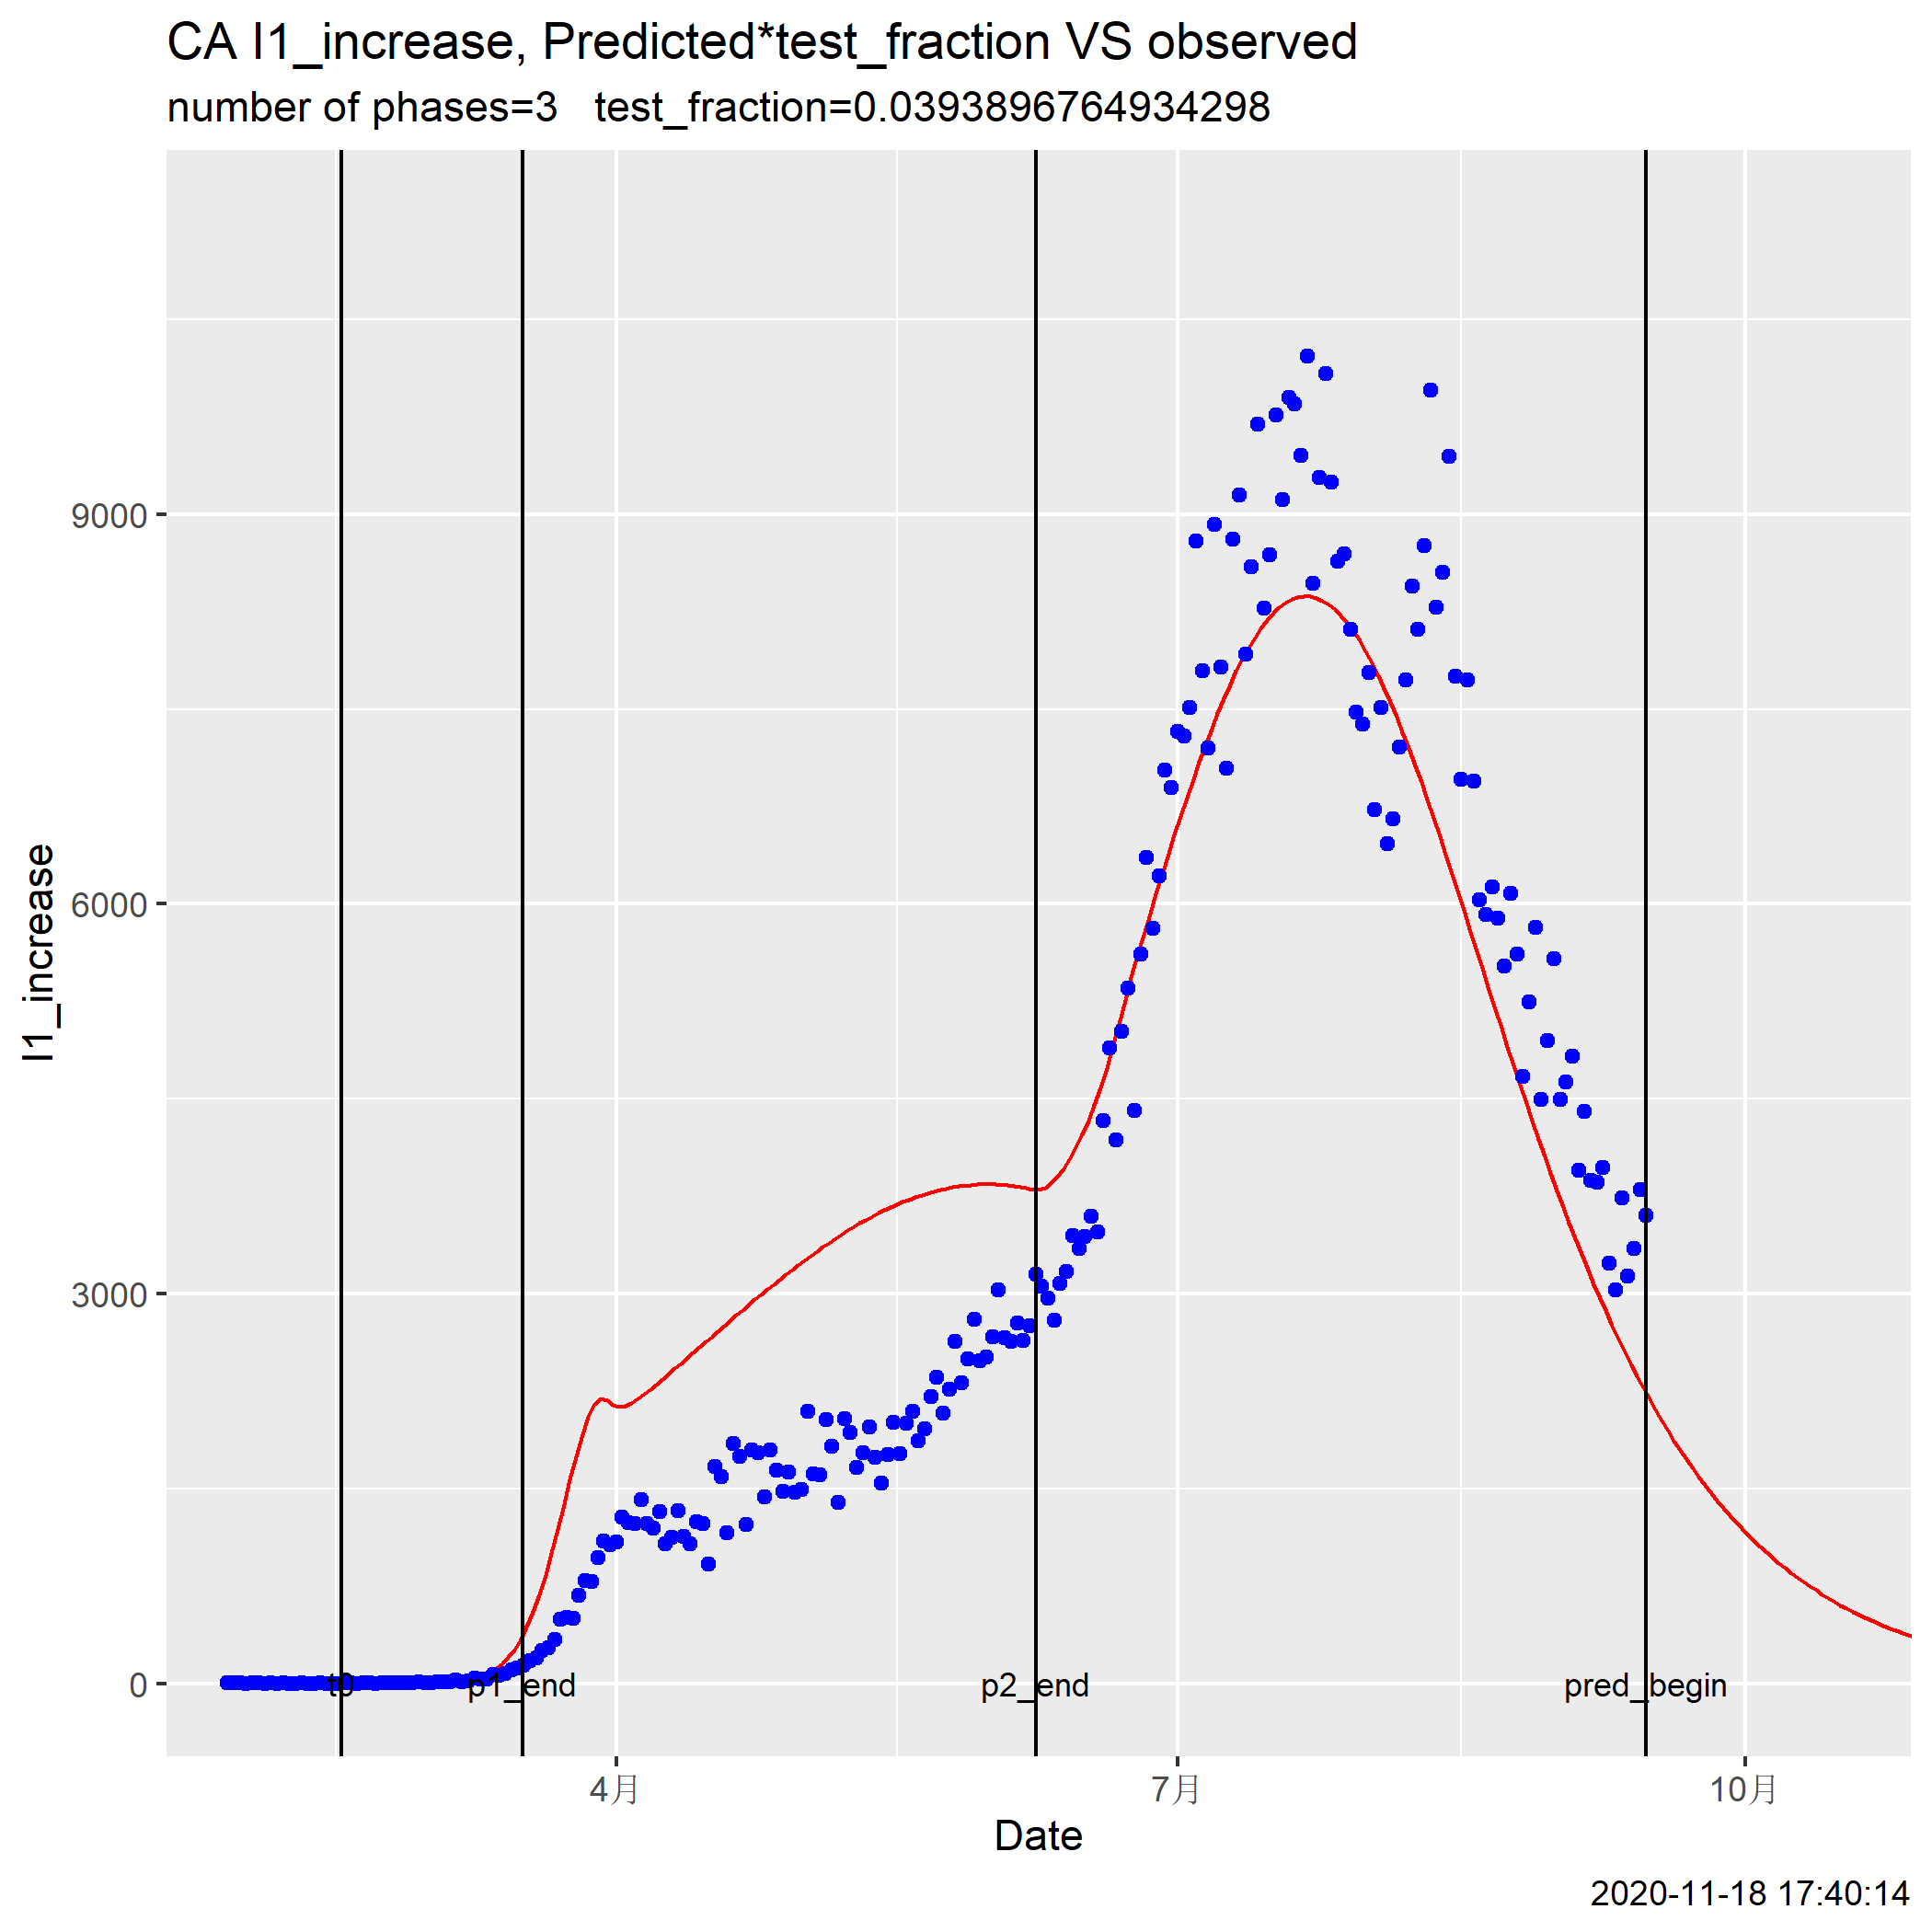 CA I1_increase, Predicted*test_fraction VS observed
number of phases=3 test_fraction=0.0393896764934298
I1_increase
9000
6000
3000
0
t0
p1_end
p2_end
pred_begin
4月
7月
10月
Date
2020-11-18 17:40:14